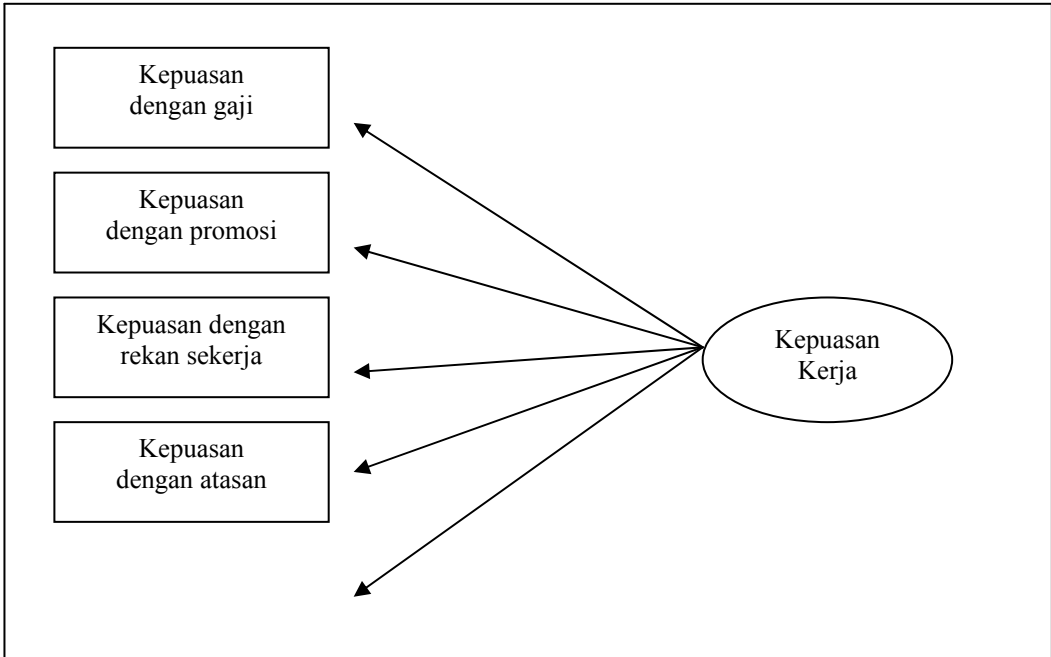 Kepuasan
dengan gaji
Kepuasan
dengan promosi
Kepuasan dengan
rekan sekerja
Kepuasan
dengan atasan
Kepuasan
Kerja